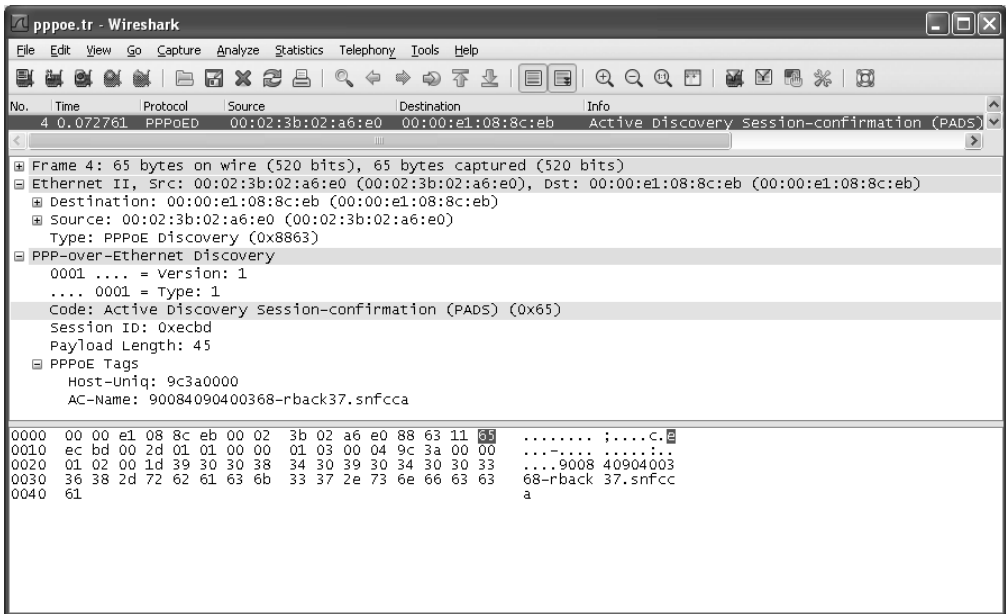 pppoe.tr - Wireshark
File Edit View Go Capture Analyze Statistics Telephony Tools Help
No. Time Protocol Source Destination Info
4 0.072761 PPPoED 00:02:3b:02:a6:e0 00:00:e1:08:8c:eb Active Discovery Session-confirmation (PADS)
Frame 4: 65 bytes on wire (520 bits), 65 bytes captured (520 bits)
Ethernet II, Src: 00:02:3b:02:a6:e0 (00:02:3b:02:a6:e0), Dst: 00:00:e1:08:8c:eb (00:00:e1:08:8c:eb)
Destination: 00:00:e1:08:8c:eb (00:00:e1:08:8c:eb)
Source: 00:02:3b:02:a6:e0 (00:02:3b:02:a6:e0)
Type: PPPoE Discovery (0x8863)
PPP-over-Ethernet Discovery
0001 .... = Version: 1
.... 0001 = Type: 1
Code: Active Discovery Session-confirmation (PADS) (0x65)
Session ID: 0xecbd
Payload Length: 45
PPPoE Tags
Host-Uniq: 9c3a0000
AC-Name: 90084090400368-rback37.snfcca
0000 00 00 e1 08 8c eb 00 02 3b 02 a6 e0 88 63 11 65 ........ ;....c.e
0010 ec bd 00 2d 01 01 00 00 01 03 00 04 9c 3a 00 00 ...-.... .....:..
0020 01 02 00 1d 39 30 30 38 34 30 39 30 34 30 30 33 ....9008 40904003
0030 36 38 2d 72 62 61 63 6b 33 37 2e 73 6e 66 63 63 68-rback 37.snfcc
0040 61 a